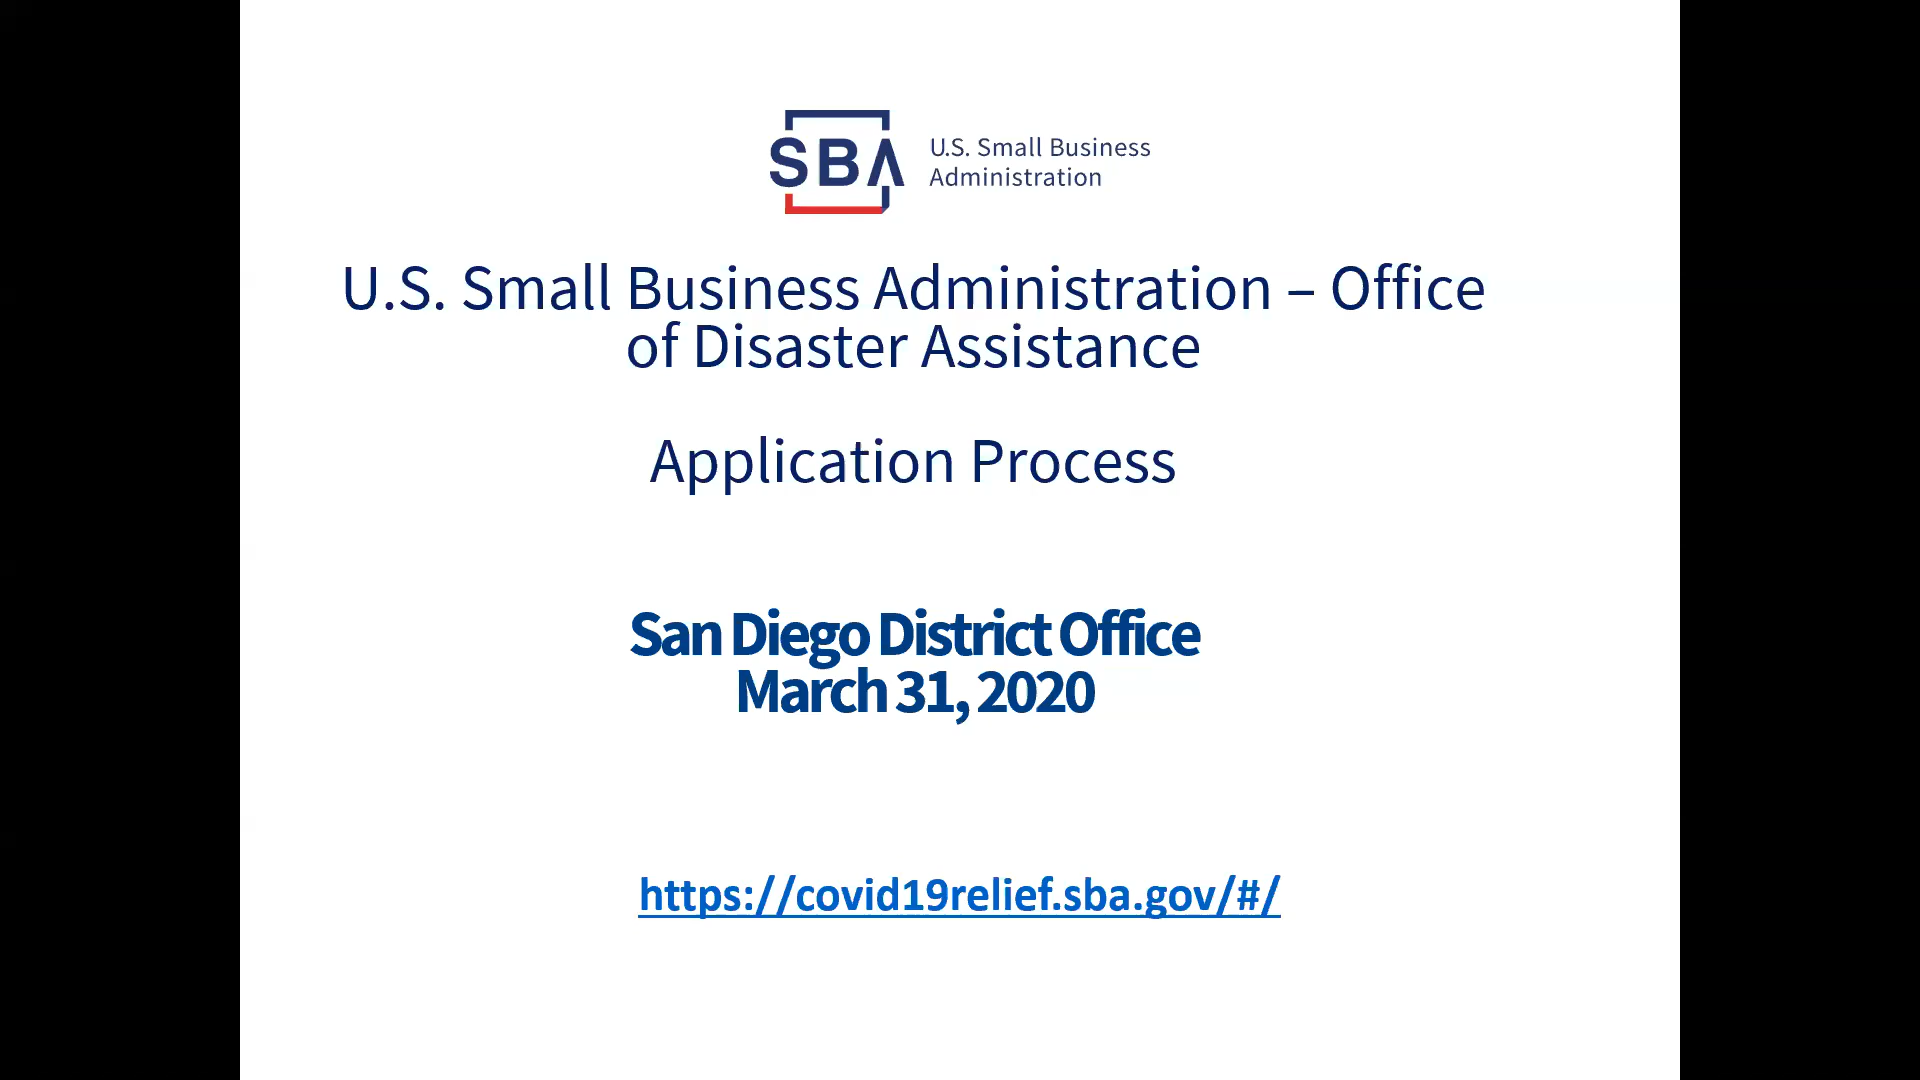 SBA
U.S. Small Business
Administration
U.S. Small Business Administration – Office
of Disaster Assistance
Application Process
San Diego District Office
March 31, 2020
https://covid19relief.sba.gov/#/